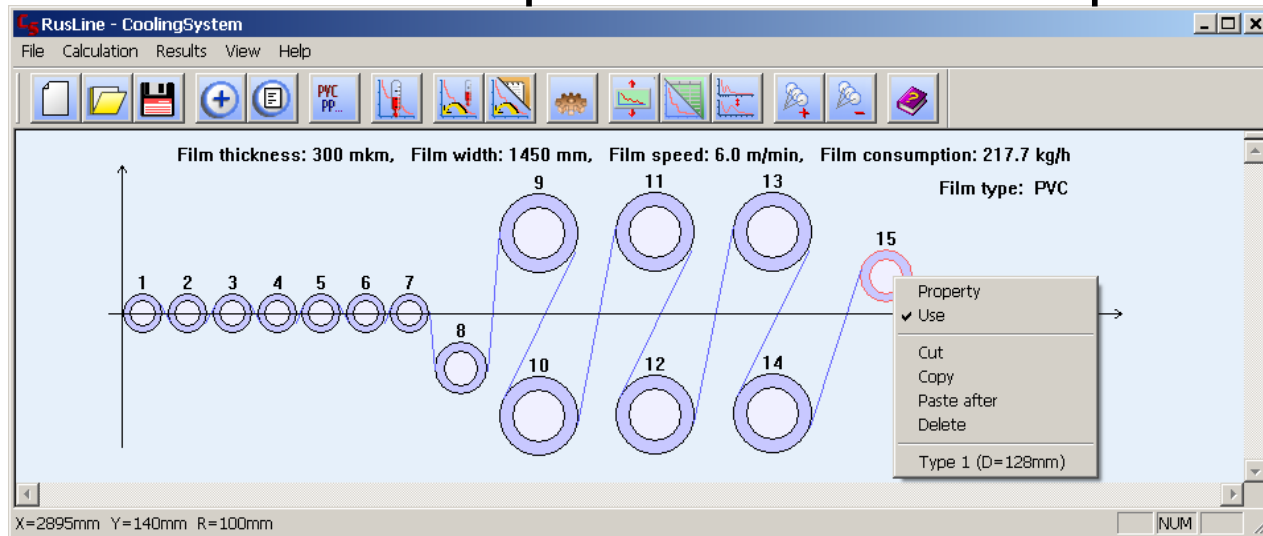 CS RusLine - CoolingSystem
File Calculation Results View Help
PVC
PP...
Film thickness: 300 mkm, Film width: 1450 mm, Film speed: 6.0 m/min, Film consumption: 217.7 kg/h
Film type: PVC
9 11 13
15
1 2 3 4 5 6 7
8
10 12 14
Property
Use
Cut
Copy
Paste after
Delete
Type 1 (D=128mm)
X=2895mm Y=140mm R=100mm
NUM